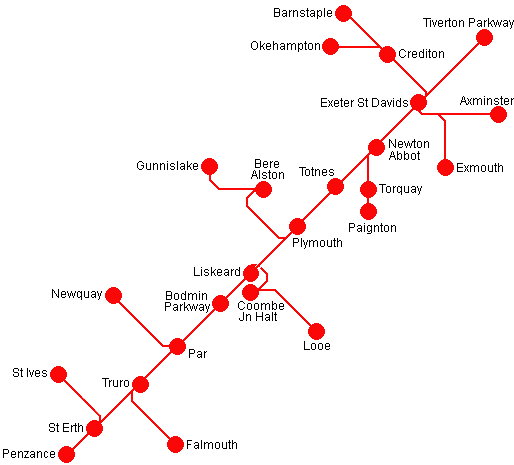 Barnstaple
Tiverton Parkway
Okehampton
Crediton
Exeter St Davids
Axminster
Newton
Abbot
Exmouth
Gunnislake
Bere
Alston
Totnes
Torquay
Paignton
Plymouth
Liskeard
Newquay
Bodmin
Parkway
Coombe
Jn Halt
Looe
Par
St Ives
Truro
St Erth
Falmouth
Penzance